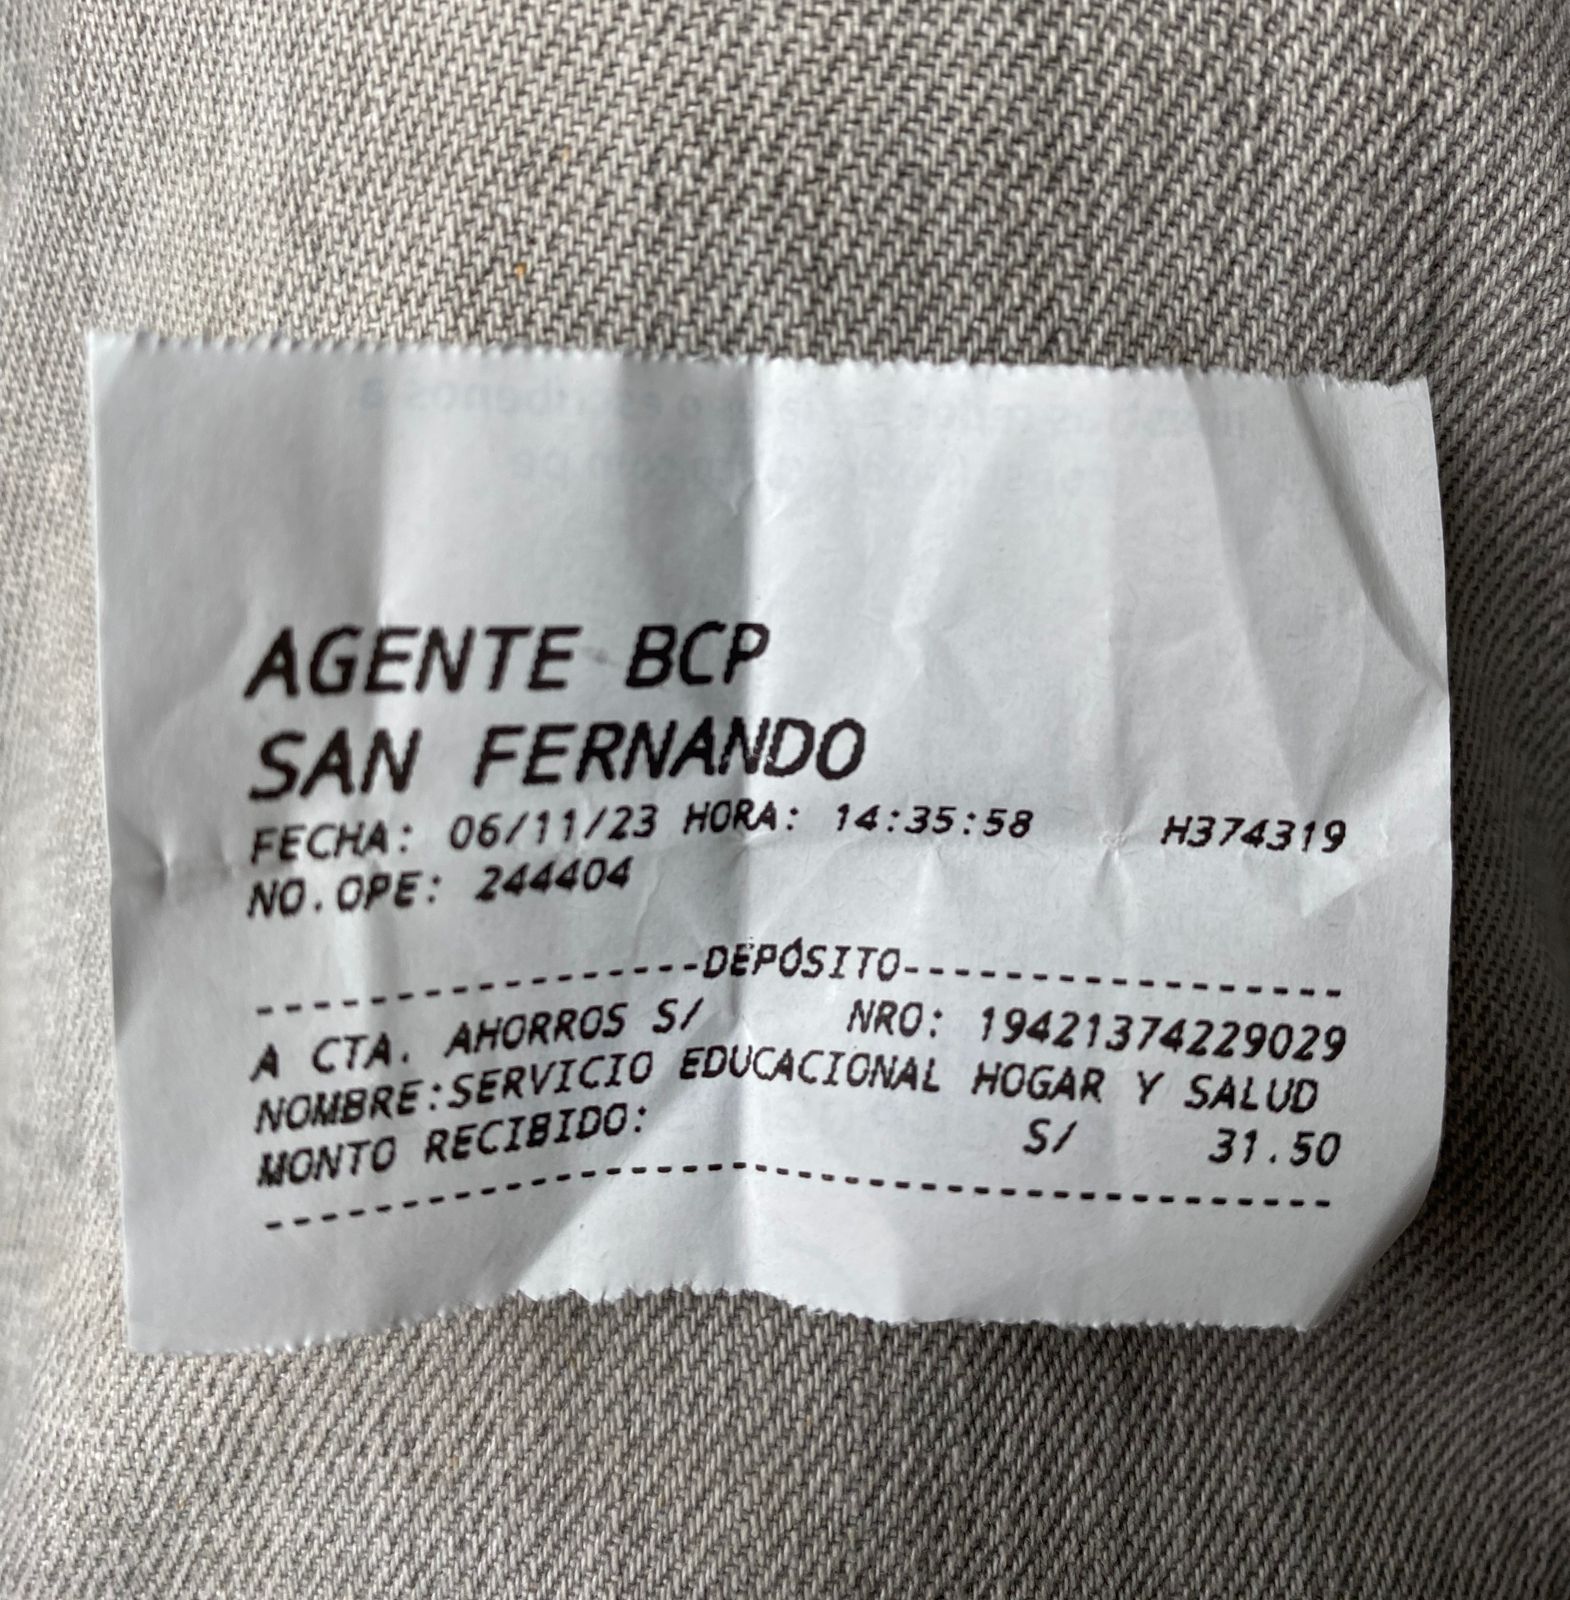 AGENTE BCP
SAN FERNANDO
FECHA: 06/11/23 HORA: 14:35:58 H374319
NO.OPE: 244404
-----------------DEPÓSITO-----------------
A CTA. AHORROS S/ NRO: 19421374229029
NOMBRE:SERVICIO EDUCACIONAL HOGAR Y SALUD
MONTO RECIBIDO: S/ 31.50
------------------------------------------